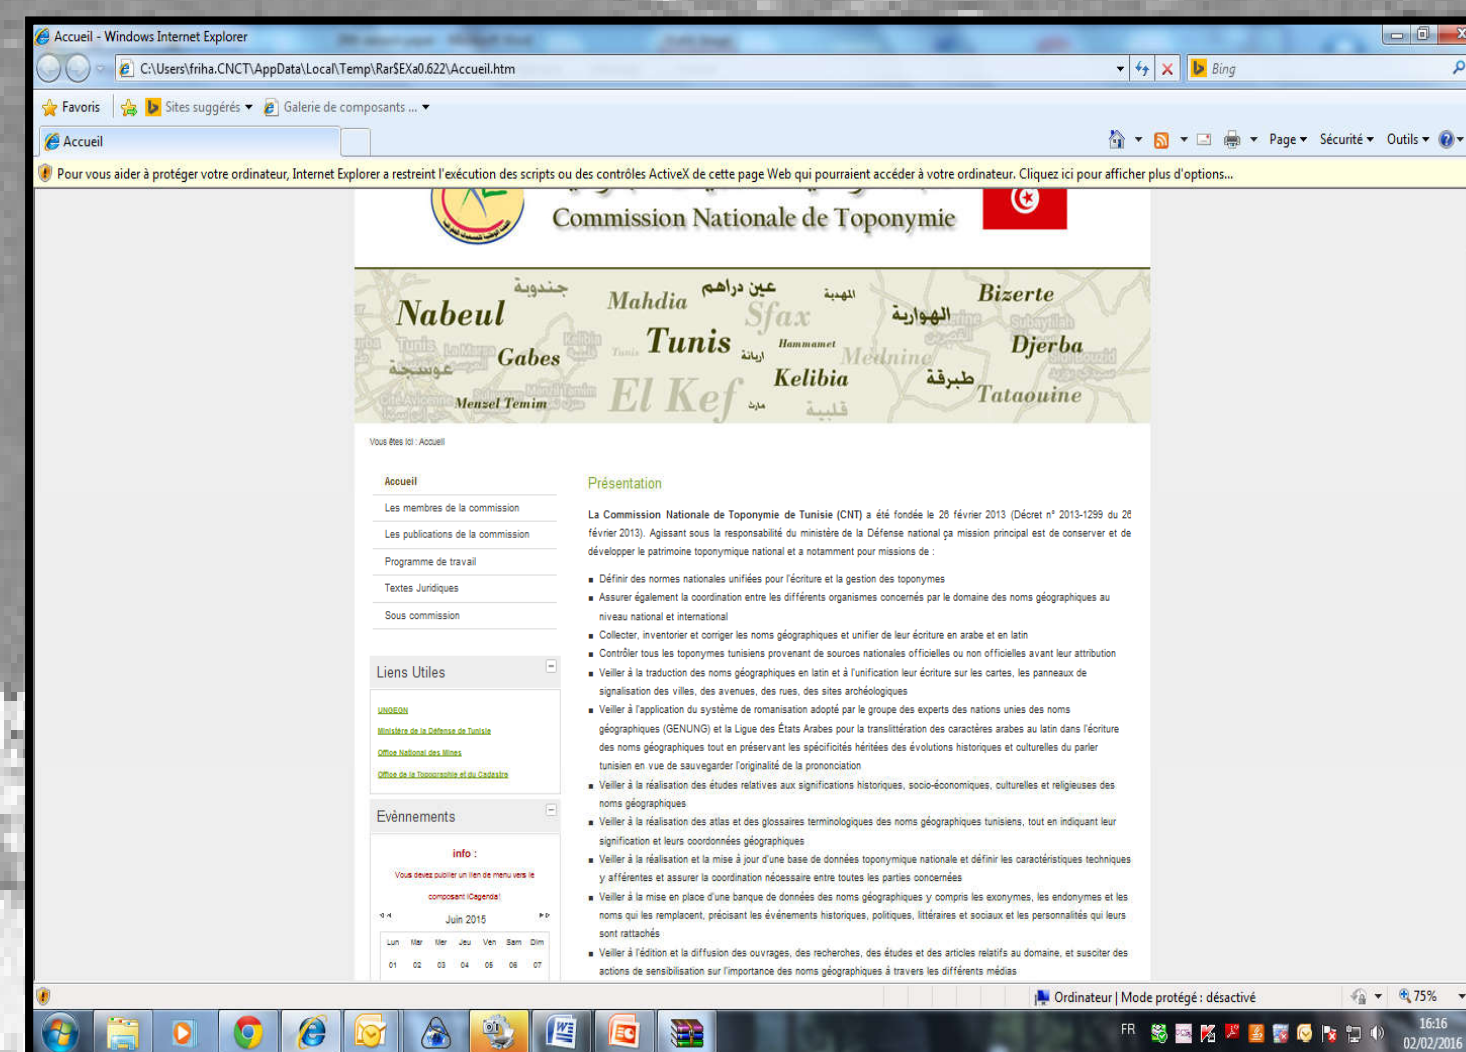 Accueil - Windows Internet Explorer
C:\Users\friha.CNCT\AppData\Local\Temp\Rar$EXa0.622\Accueil.htm
Bing
Favoris
Sites suggérés
Galerie de composants ...
Accueil
Page
Sécurité
Outils
Pour vous aider à protéger votre ordinateur, Internet Explorer a restreint l'exécution des scripts ou des contrôles ActiveX de cette page Web qui pourraient accéder à votre ordinateur. Cliquez ici pour afficher plus d'options...
Commission Nationale de Toponymie
Nabeul
جندوبة
Mahdia
عين دراهم
المهدية
Sfax
الهوارية
Bizerte
Gabes
Tunis
Tunis
اريانة
Hammamet
Mednine
Djerba
Menzel Temim
El Kef
Kelibia
طبرقة
Tataouine
Vous êtes ici : Accueil
Accueil
Les membres de la commission
Les publications de la commission
Programme de travail
Textes Juridiques
Sous commission
Liens Utiles
UNGEGN
Ministère de la Défense de Tunisie
Office National des Mines
Office de la Topographie et du Cadastre
Evènnements
info :
Vous devez publier un lien de menu vers le
composant iCagenda!
Juin 2015
Lun Mar Mer Jeu Ven Sam Dim
01 02 03 04 05 06 07
Présentation
La Commission Nationale de Toponymie de Tunisie (CNT) a été fondée le 26 février 2013 (Décret n° 2013-1299 du 26
février 2013). Agissant sous la responsabilité du ministère de la Défense national ça mission principal est de conserver et de
développer le patrimoine toponymique national et a notamment pour missions de :
Définir des normes nationales unifiées pour l'écriture et la gestion des toponymes
Assurer également la coordination entre les différents organismes concernés par le domaine des noms géographiques au
niveau national et international
Collecter, inventorier et corriger les noms géographiques et unifier de leur écriture en arabe et en latin
Contrôler tous les toponymes tunisiens provenant de sources nationales officielles ou non officielles avant leur attribution
Veiller à la traduction des noms géographiques en latin et à l'unification leur écriture sur les cartes, les panneaux de
signalisation des villes, des avenues, des rues, des sites archéologiques
Veiller à l'application du système de romanisation adopté par le groupe des experts des nations unies des noms
géographiques (GENUNG) et la Ligue des États Arabes pour la translittération des caractères arabes au latin dans l'écriture
des noms géographiques tout en préservant les spécificités héritées des évolutions historiques et culturelles du parler
tunisien en vue de sauvegarder l'originalité de la prononciation
Veiller à la réalisation des études relatives aux significations historiques, socio-économiques, culturelles et religieuses des
noms géographiques
Veiller à la réalisation des atlas et des glossaires terminologiques des noms géographiques tunisiens, tout en indiquant leur
signification et leurs coordonnées géographiques
Veiller à la réalisation et la mise à jour d'une base de données toponymique nationale et définir les caractéristiques techniques
y afférentes et assurer la coordination nécessaire entre toutes les parties concernées
Veiller à la mise en place d'une banque de données des noms géographiques y compris les exonymes, les endonymes et les
noms qui les remplacent, précisant les événements historiques, politiques, littéraires et sociaux et les personnalités qui leurs
sont rattachés
Veiller à l'édition et la diffusion des ouvrages, des recherches, des études et des articles relatifs au domaine, et susciter des
actions de sensibilisation sur l'importance des noms géographiques à travers les différents médias
Ordinateur | Mode protégé : désactivé
75%
FR
16:16
02/02/2016